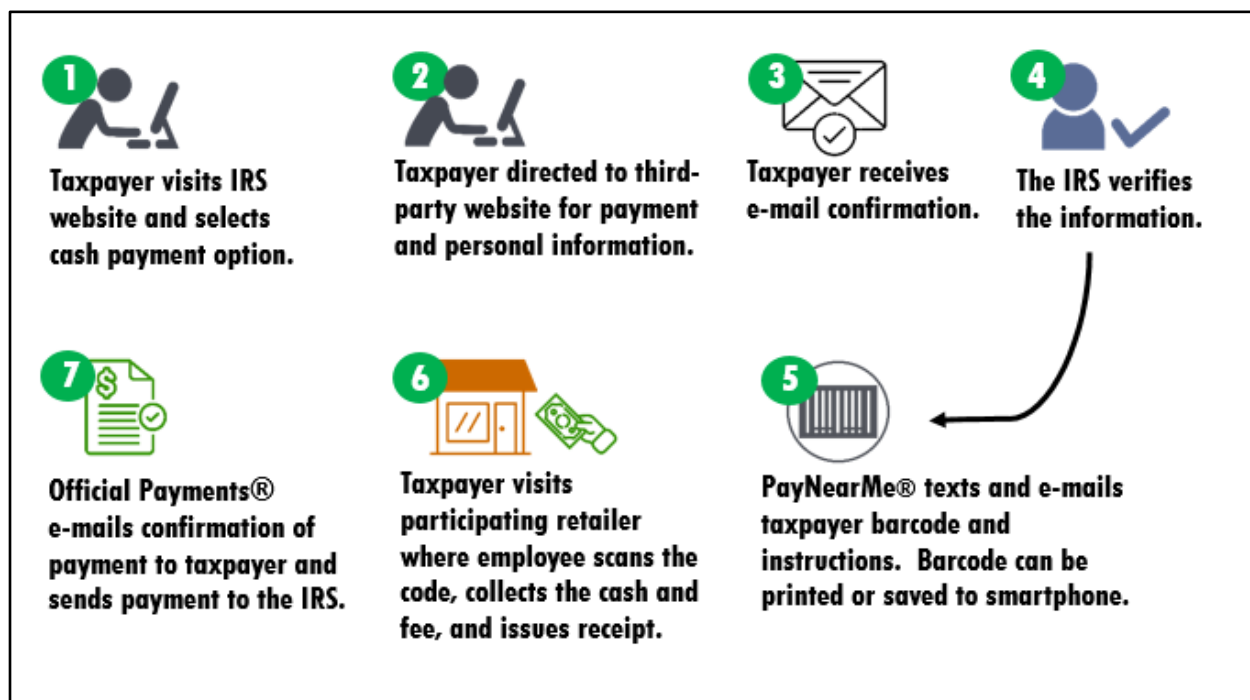 1
Taxpayer visits IRS
website and selects
cash payment option.
2
Taxpayer directed to third-
party website for payment
and personal information.
3
Taxpayer receives
e-mail confirmation.
4
The IRS verifies
the information.
5
PayNearMe® texts and e-mails
taxpayer barcode and
instructions.  Barcode can be
printed or saved to smartphone.
6
Taxpayer visits
participating retailer
where employee scans the
code, collects the cash and
fee, and issues receipt.
7
$
Official Payments®
e-mails confirmation of
payment to taxpayer and
sends payment to the IRS.